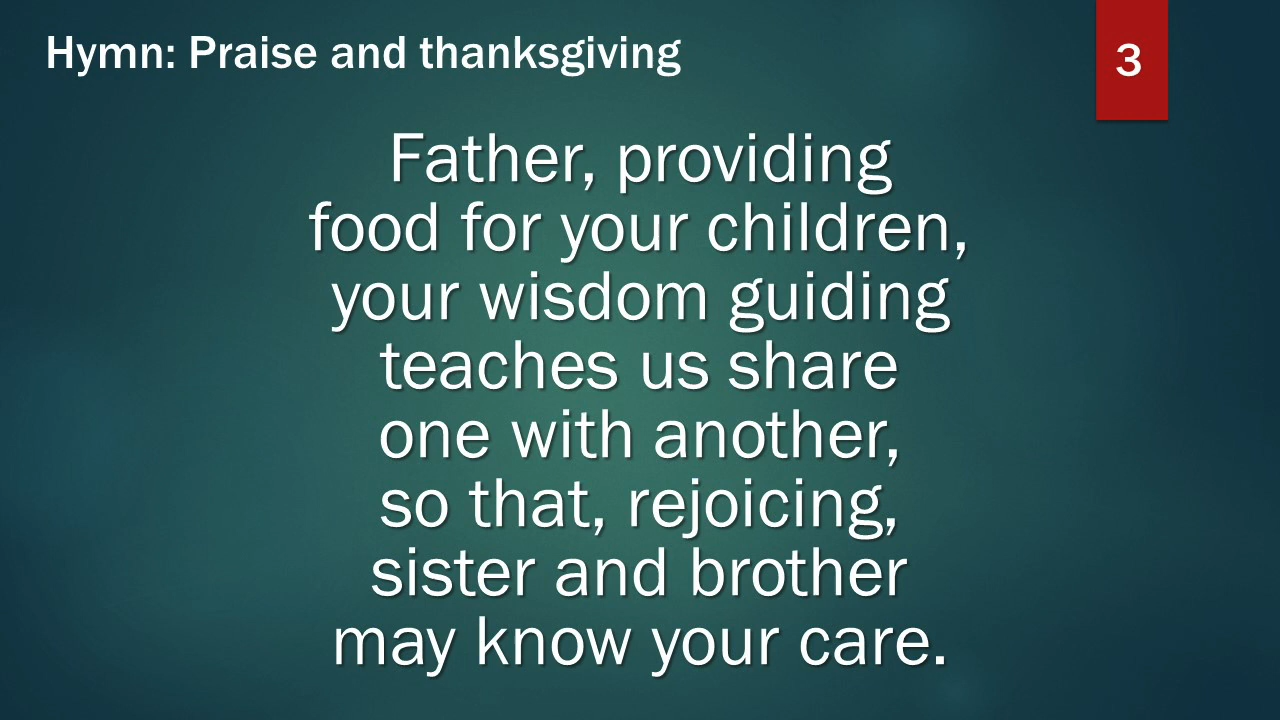 Hymn: Praise and thanksgiving
3
Father, providing
food for your children,
your wisdom guiding
teaches us share
one with another,
so that, rejoicing,
sister and brother
may know your care.